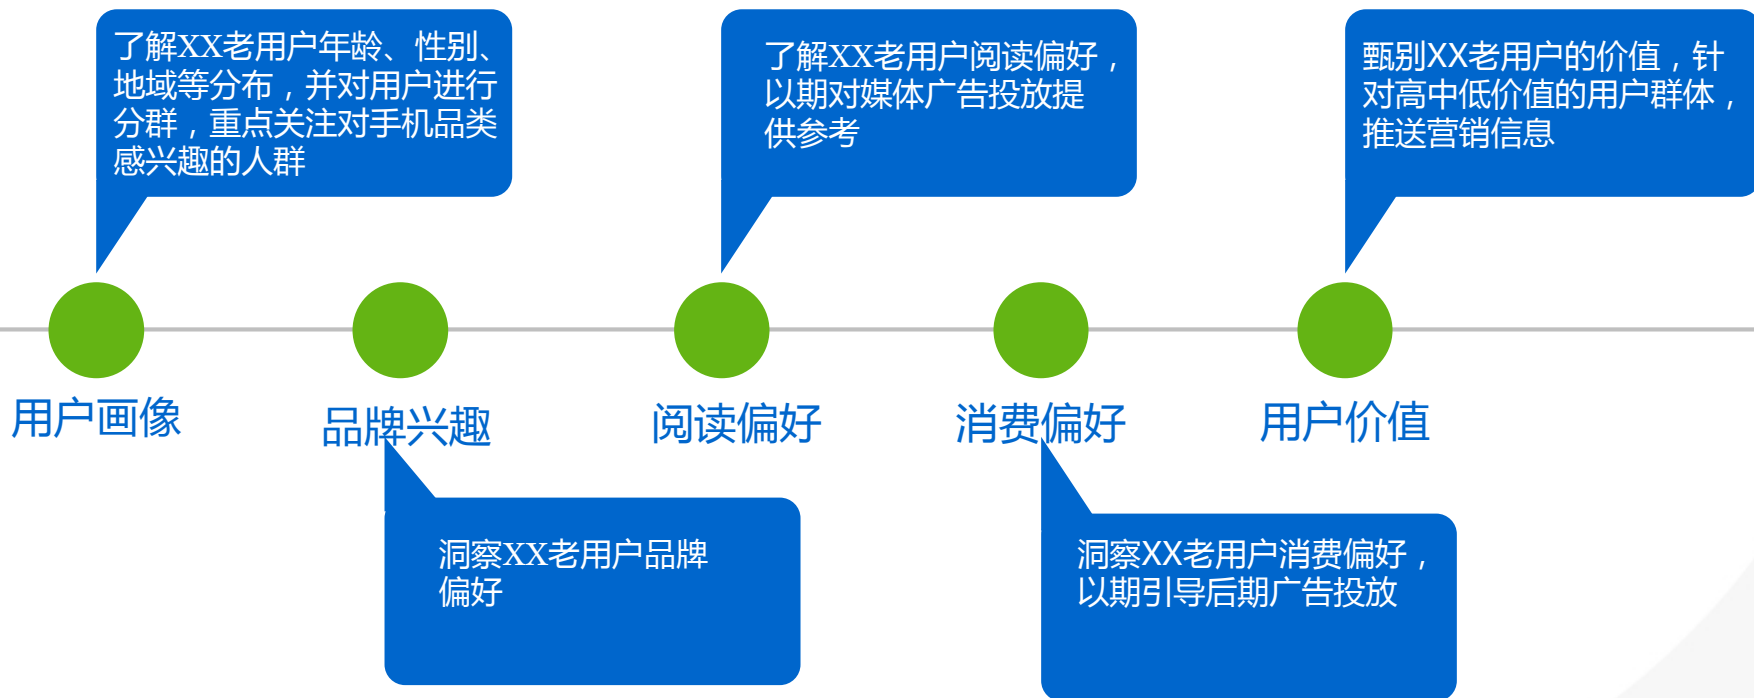 了解XX老用户年龄、性别、
地域等分布，并对用户进行
分群，重点关注对手机品类
感兴趣的人群
了解XX老用户阅读偏好，
以期对媒体广告投放提
供参考
甄别XX老用户的价值，针
对高中低价值的用户群体，
推送营销信息
用户画像
品牌兴趣
阅读偏好
消费偏好
用户价值
洞察XX老用户品牌
偏好
洞察XX老用户消费偏好，
以期引导后期广告投放